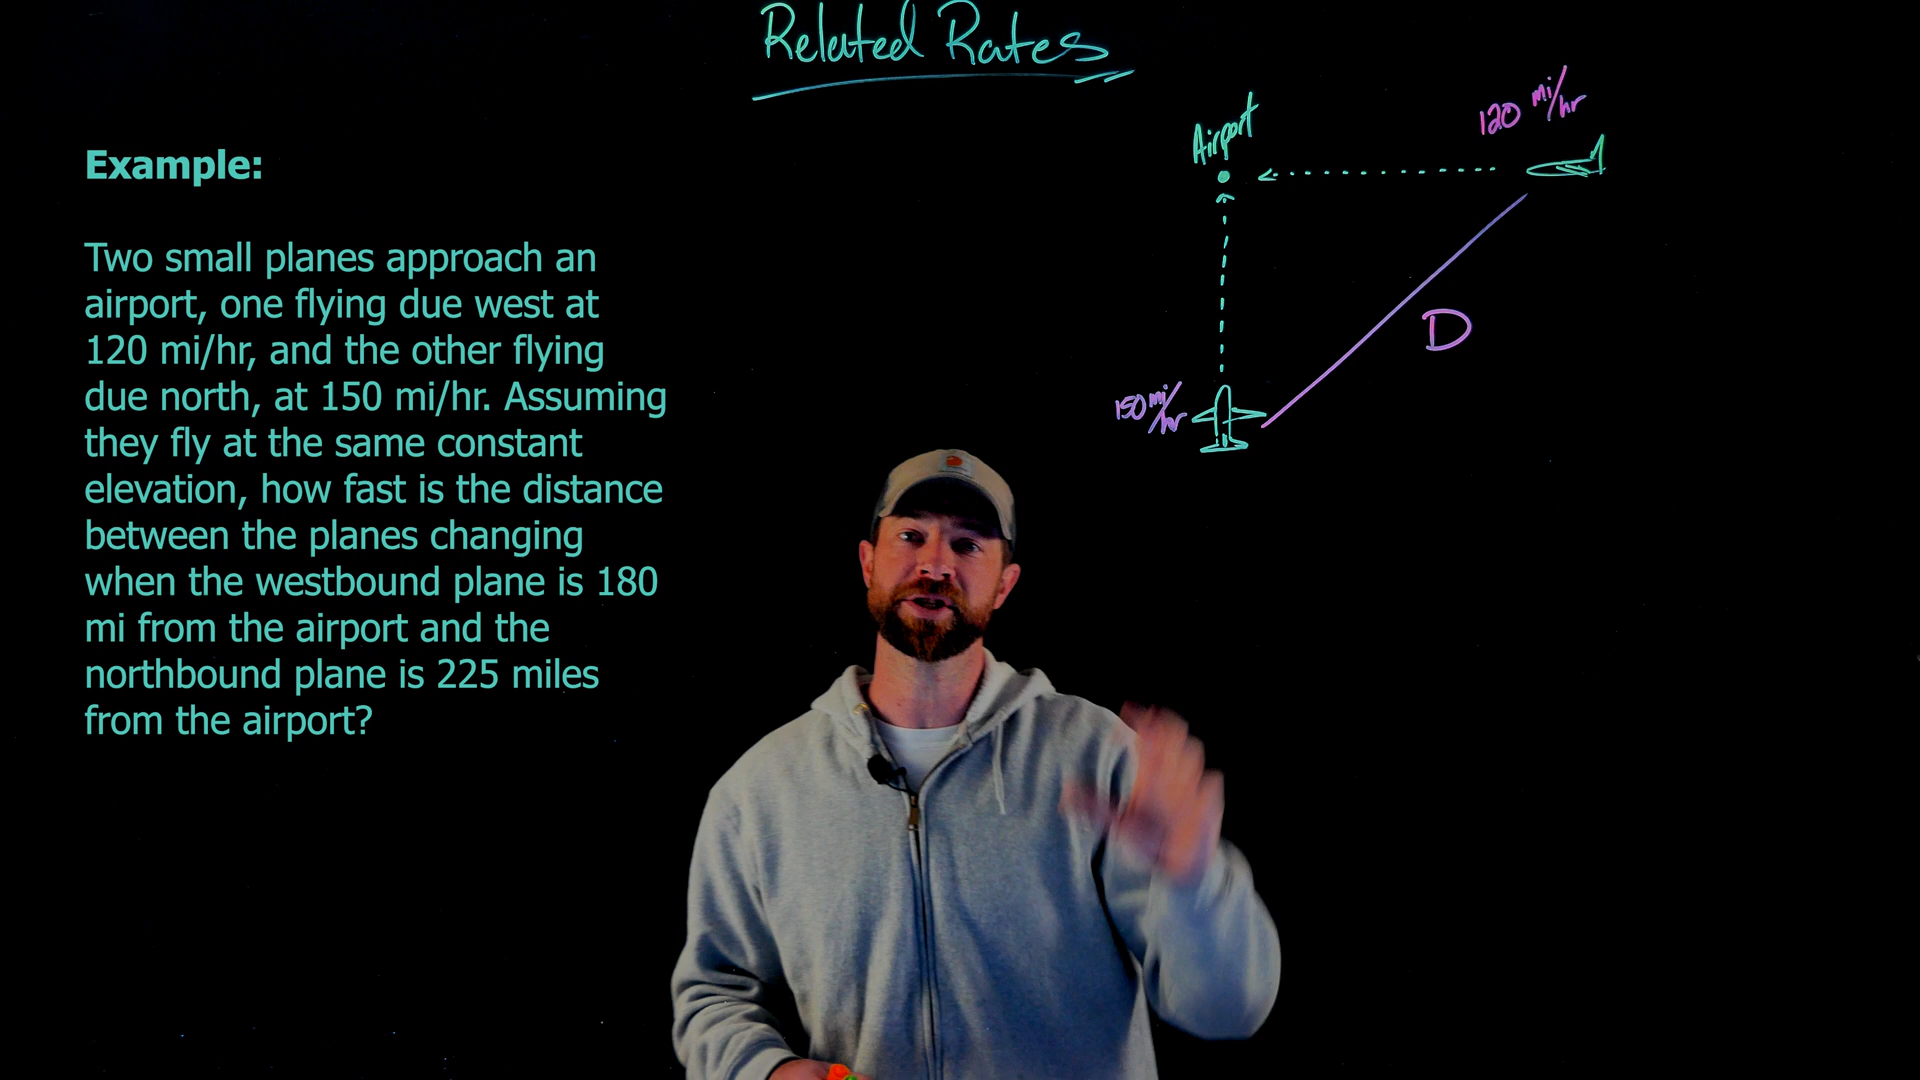 Related Rates
Example:
Two small planes approach an
airport, one flying due west at
120 mi/hr, and the other flying
due north, at 150 mi/hr. Assuming
they fly at the same constant
elevation, how fast is the distance
between the planes changing
when the westbound plane is 180
mi from the airport and the
northbound plane is 225 miles
from the airport?
Airport
120 mi/hr
D
150 mi/hr